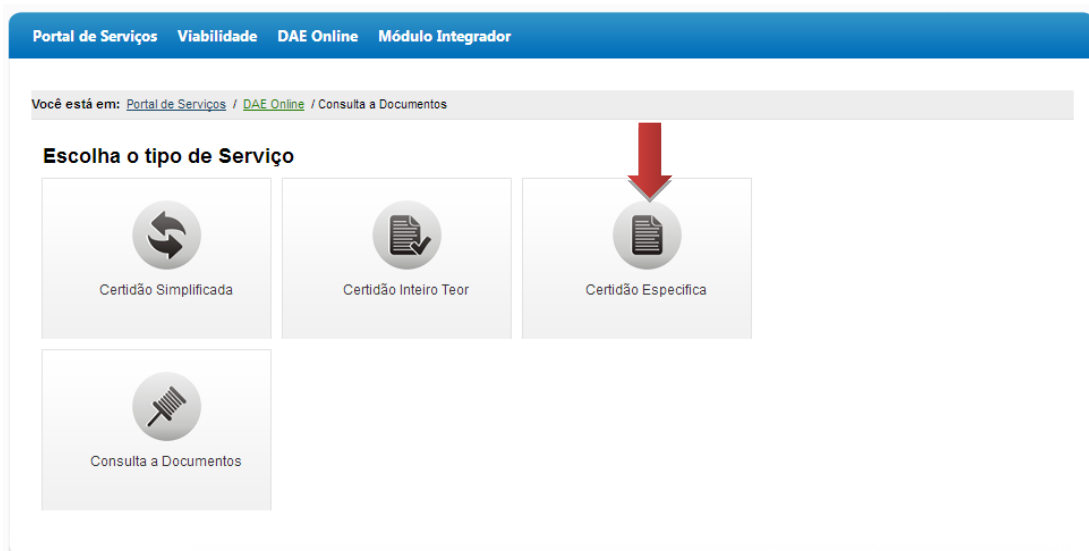 Portal de Serviços Viabilidade DAE Online Módulo Integrador
Você está em: Portal de Serviços / DAE Online / Consulta a Documentos
Escolha o tipo de Serviço
Certidão Simplificada
Certidão Inteiro Teor
Certidão Especifica
Consulta a Documentos